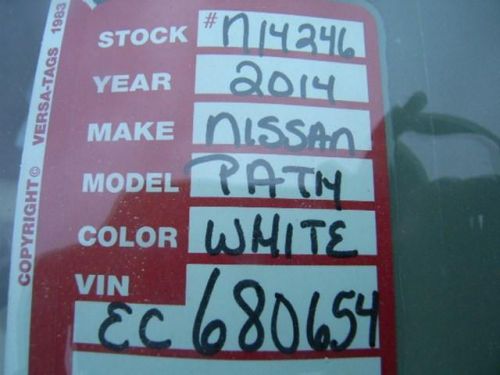 STOCK #N14246
YEAR 2014
MAKE NISSAN
MODEL PATH
COLOR WHITE
VIN
EC 680654
COPYRIGHT © VERSA-TAGS 1983